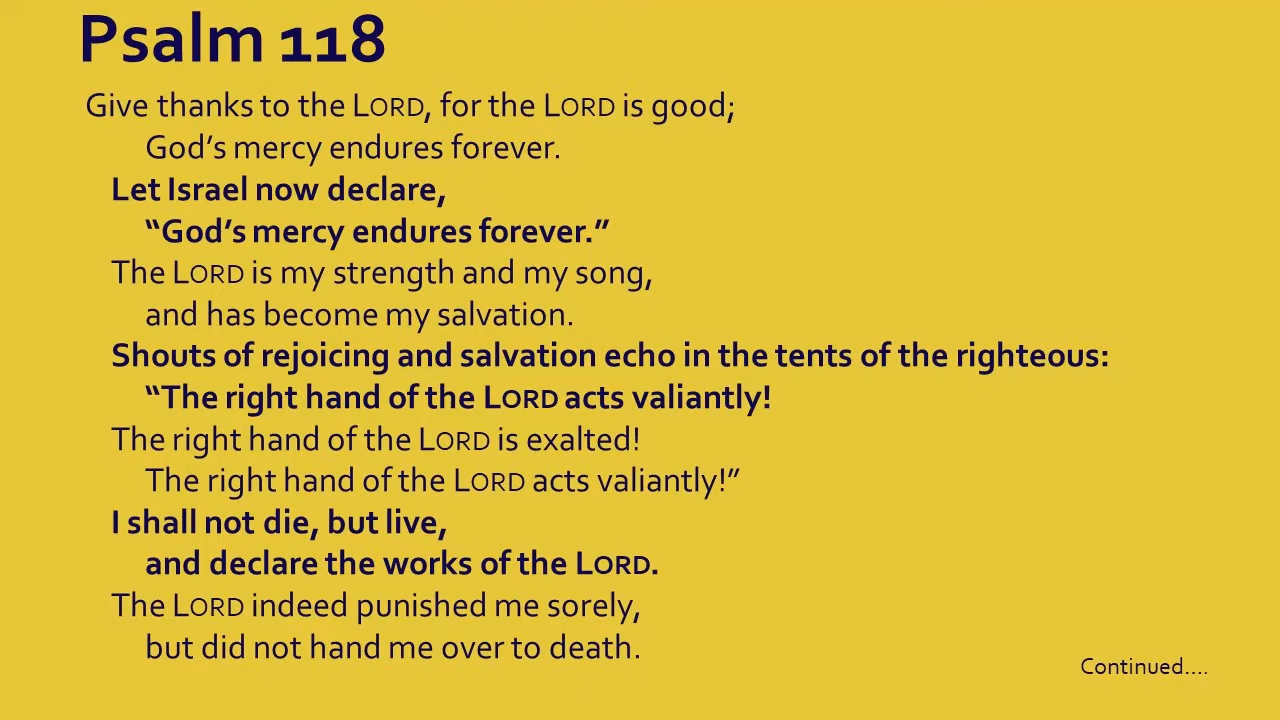 Psalm 118
Give thanks to the LORD, for the LORD is good;
God’s mercy endures forever.
Let Israel now declare,
“God’s mercy endures forever.”
The LORD is my strength and my song,
and has become my salvation.
Shouts of rejoicing and salvation echo in the tents of the righteous:
“The right hand of the LORD acts valiantly!
The right hand of the LORD is exalted!
The right hand of the LORD acts valiantly!”
I shall not die, but live,
and declare the works of the LORD.
The LORD indeed punished me sorely,
but did not hand me over to death.
Continued....